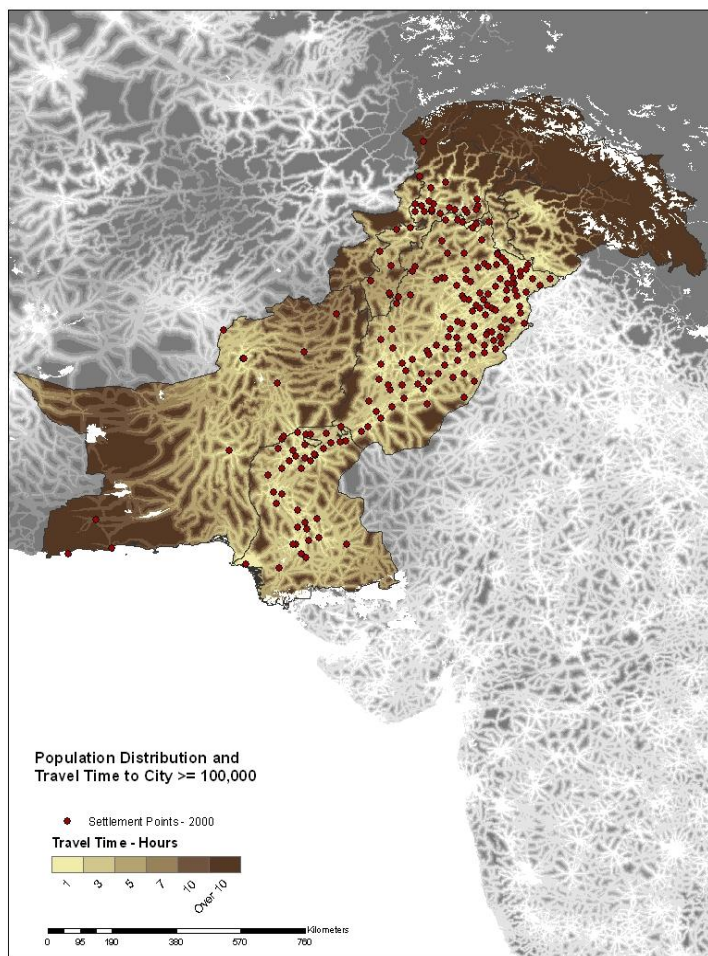 Population Distribution and
Travel Time to City >= 100,000
Settlement Points - 2000
Travel Time - Hours
1 3 5 7 10 Over 10
Kilometers
0 95 190 380 570 760